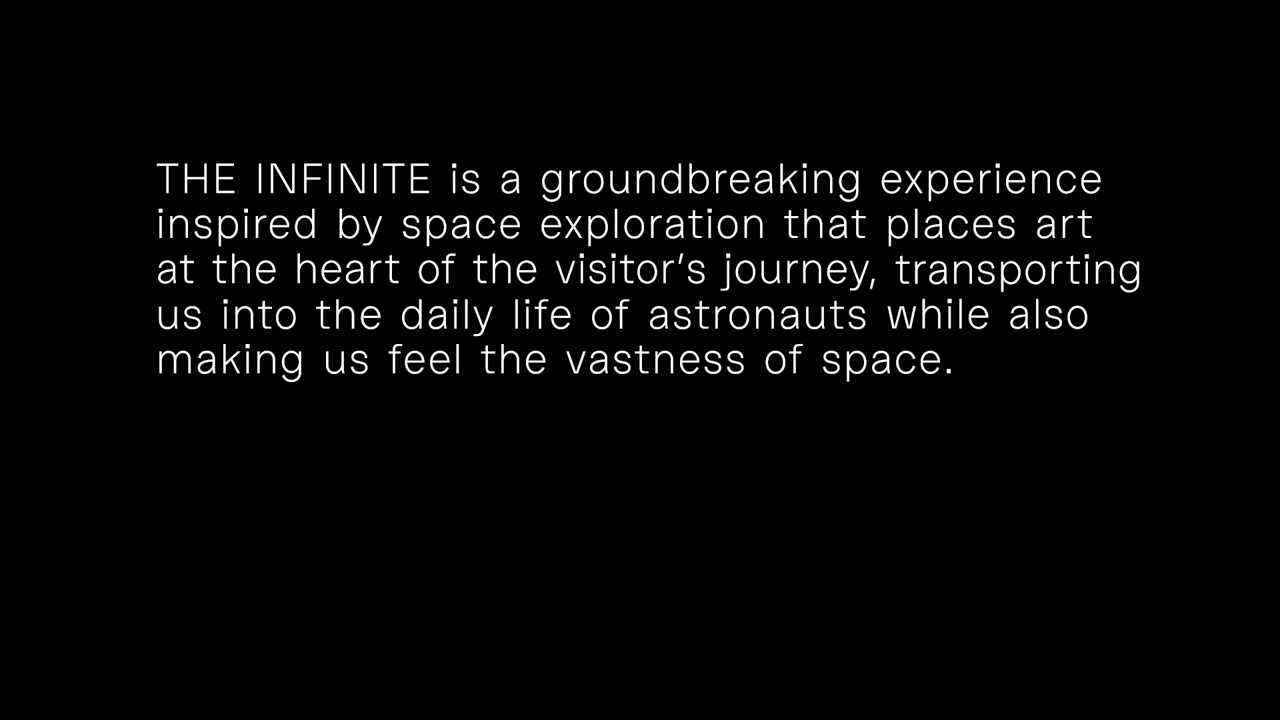 THE INFINITE is a groundbreaking experience
inspired by space exploration that places art
at the heart of the visitor’s journey, transporting
us into the daily life of astronauts while also
making us feel the vastness of space.